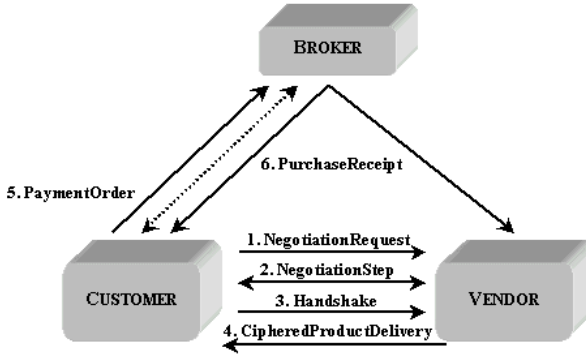 BROKER
6. PurchaseReceipt
5. PaymentOrder
1. NegotiationRequest
2. NegotiationStep
CUSTOMER
VENDOR
3. Handshake
4. CipheredProductDelivery